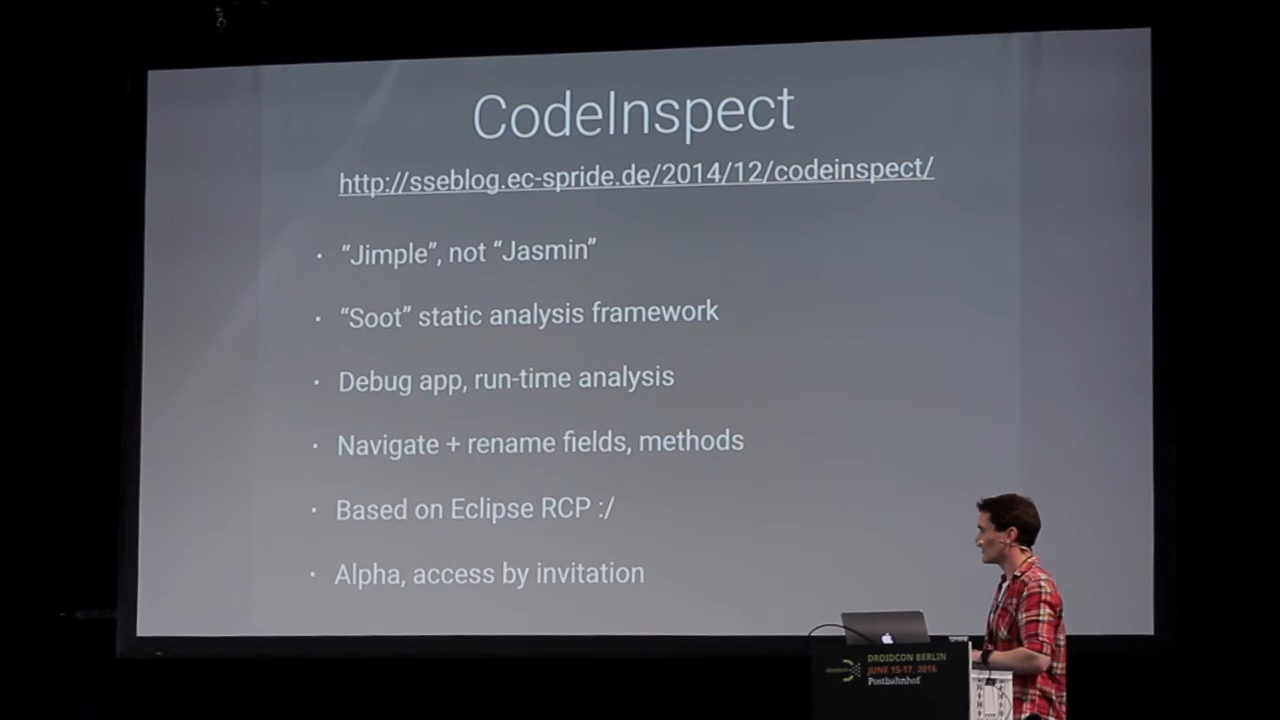 CodeInspect
http://sseblog.ec-spride.de/2014/12/codeinspect/
· “Jimple”, not “Jasmin”
· “Soot” static analysis framework
· Debug app, run-time analysis
· Navigate + rename fields, methods
· Based on Eclipse RCP :/
· Alpha, access by invitation
droidcon
DROIDCON BERLIN
JUNE 15-17, 2016
Postbahnhof